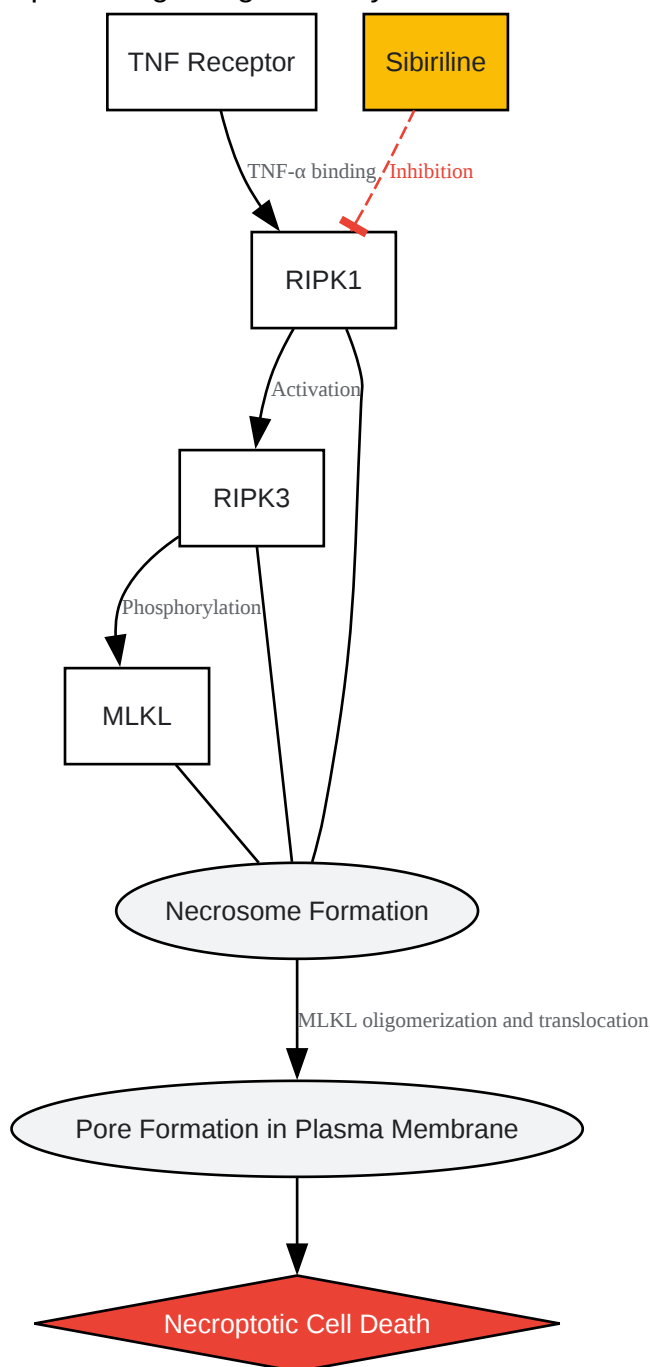 TNF Receptor
Sibiriline
TNF-α binding
Inhibition
RIPK1
Activation
RIPK3
Phosphorylation
MLKL
Necrosome Formation
MLKL oligomerization and translocation
Pore Formation in Plasma Membrane
Necroptotic Cell Death